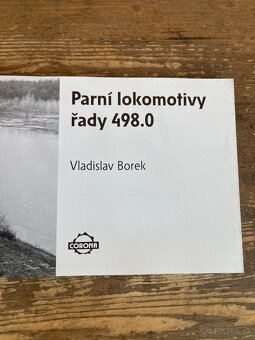 Parní lokomotivy
řady 498.0
Vladislav Borek
CORONA